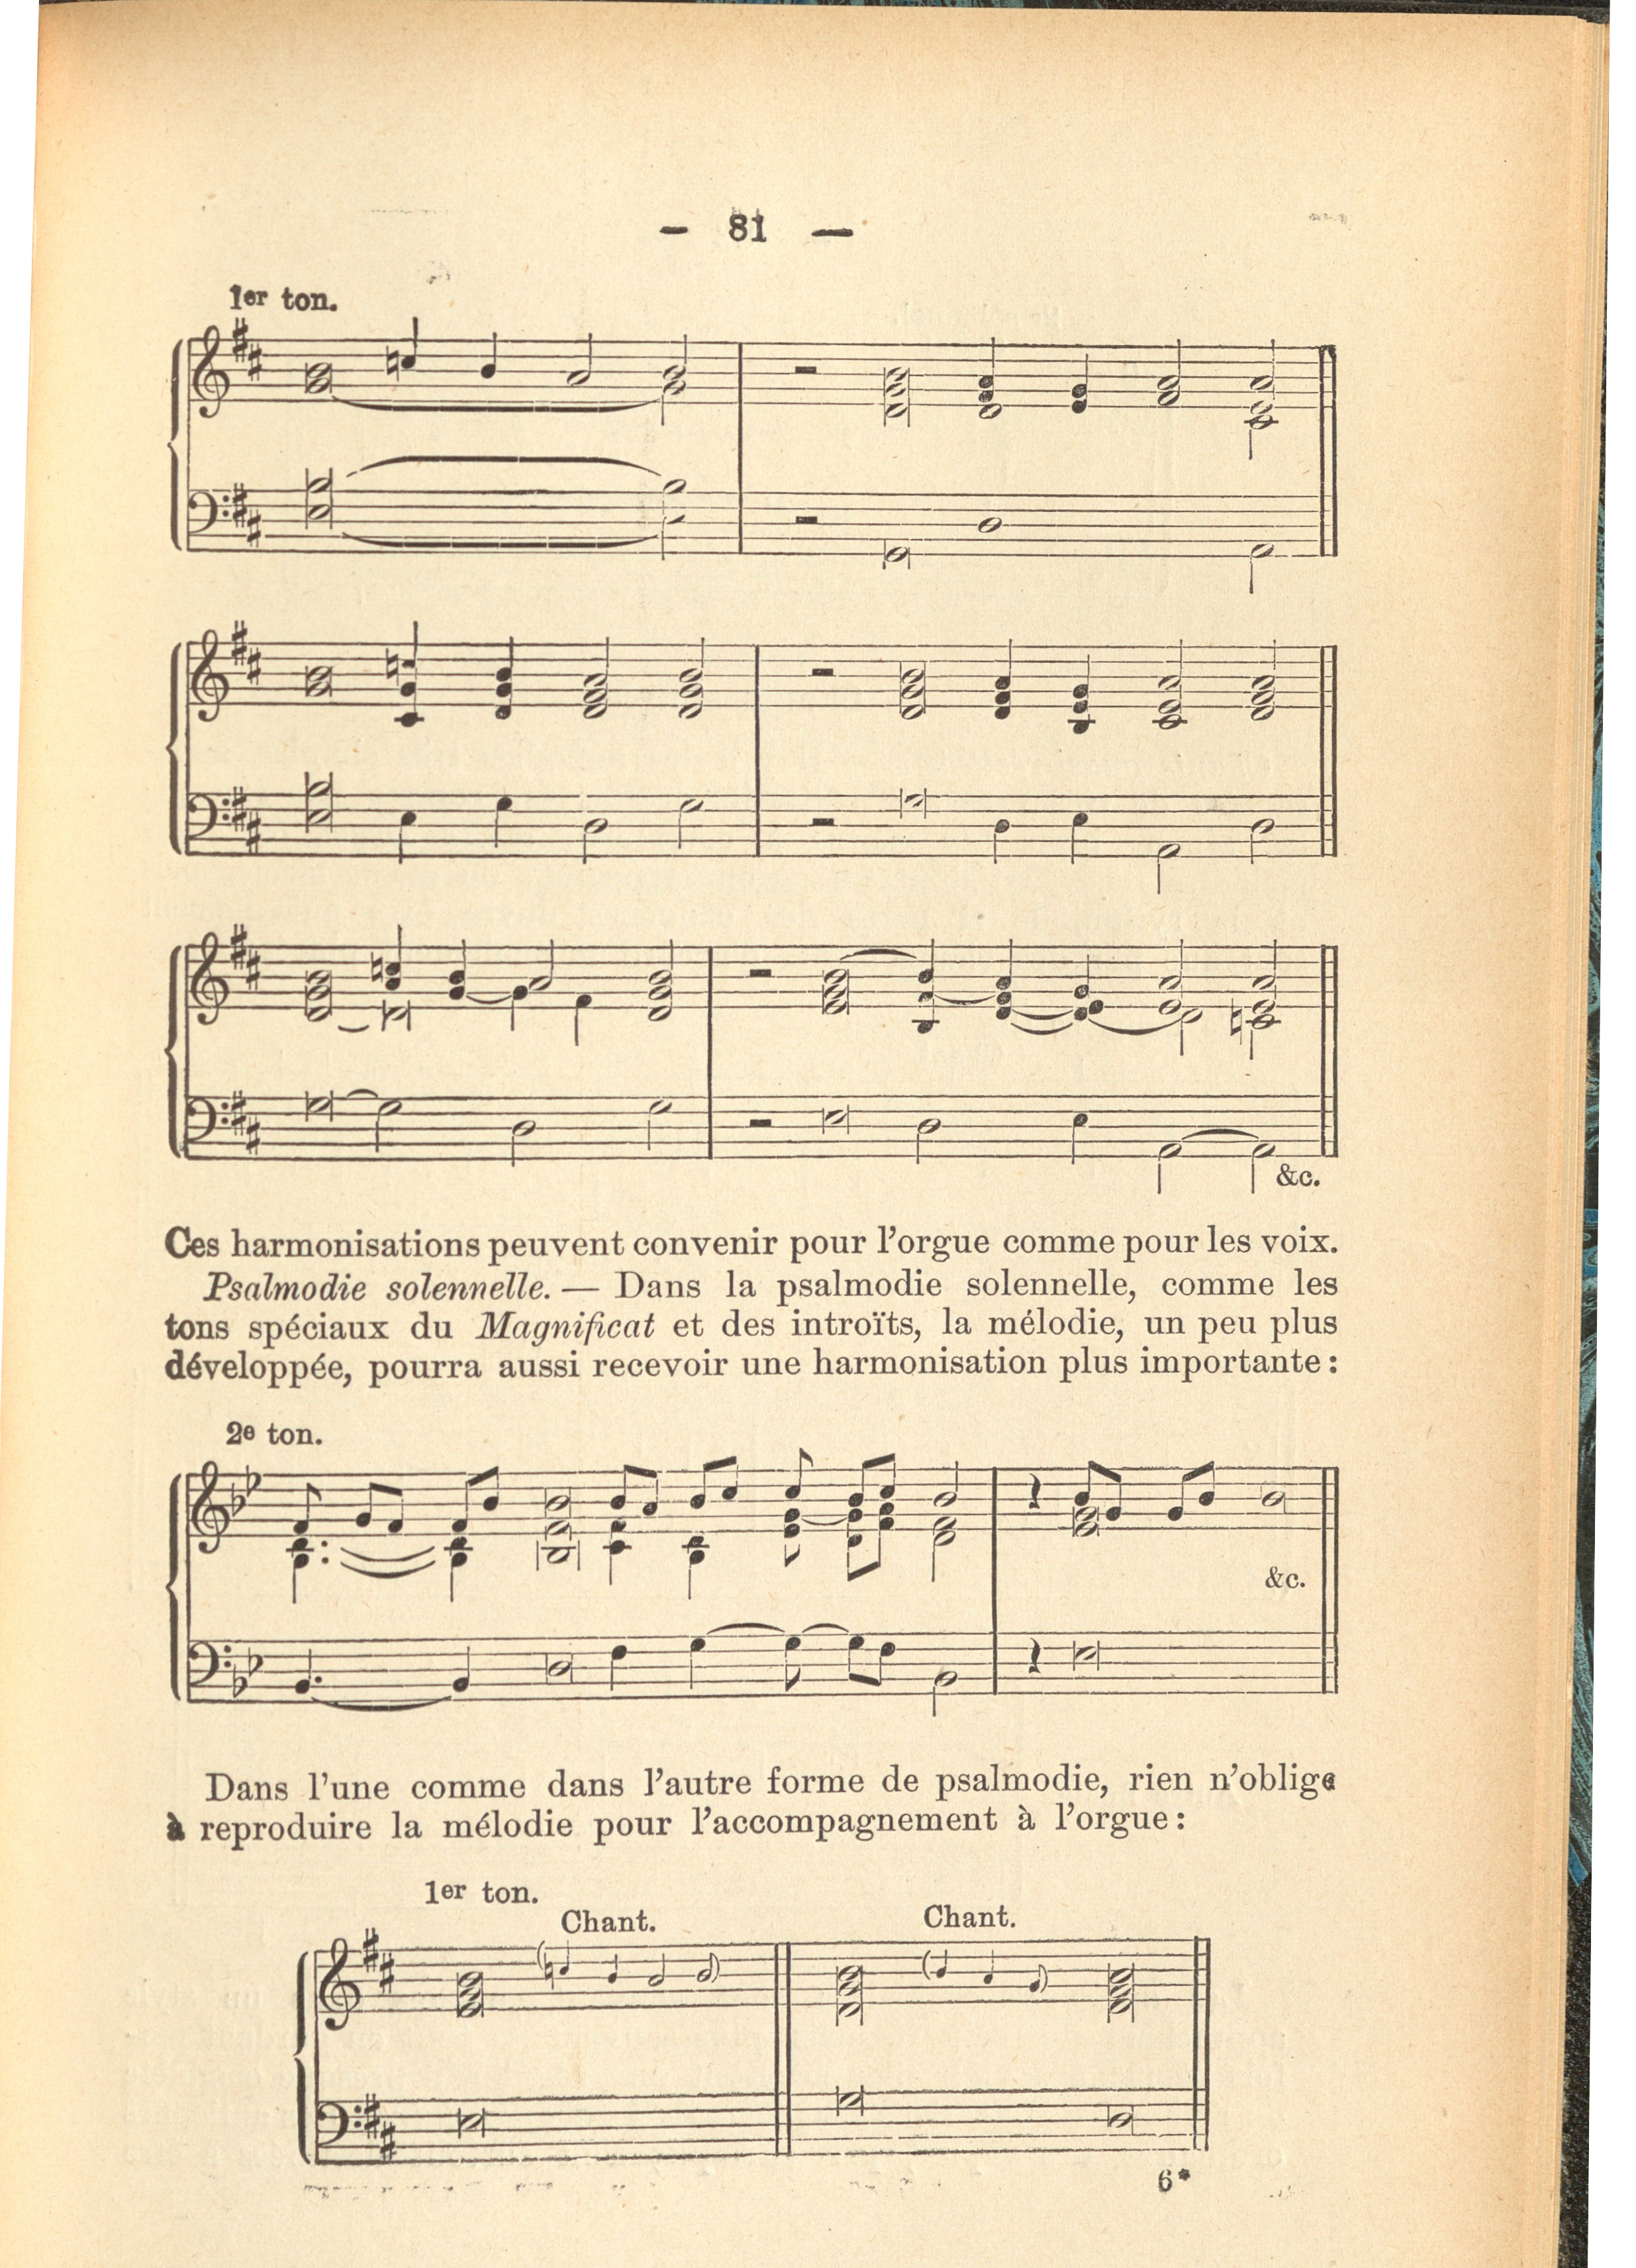 — 81 —
1er ton.
&c.
Ces harmonisations peuvent convenir pour l'orgue comme pour les voix.
Psalmodie solennelle. — Dans la psalmodie solennelle, comme les
tons spéciaux du Magnificat et des introïts, la mélodie, un peu plus
développée, pourra aussi recevoir une harmonisation plus importante:
2e ton.
&c.
Dans l'une comme dans l'autre forme de psalmodie, rien n'oblige
à reproduire la mélodie pour l'accompagnement à l'orgue:
1er ton.
Chant.
Chant.
6*